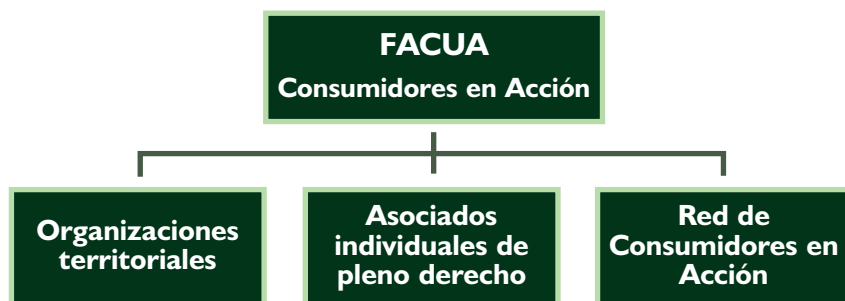 FACUA
Consumidores en Acción
Organizaciones
territoriales
Asociados
individuales de
pleno derecho
Red de
Consumidores en
Acción